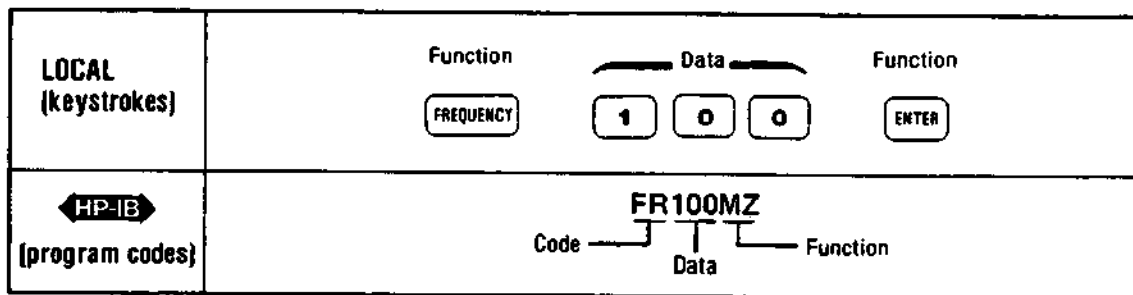 LOCAL
(keystrokes)
Function Data Function
FREQUENCY 1 0 0 ENTER
HP-IB
(program codes)
FR100MZ
Code Data Function